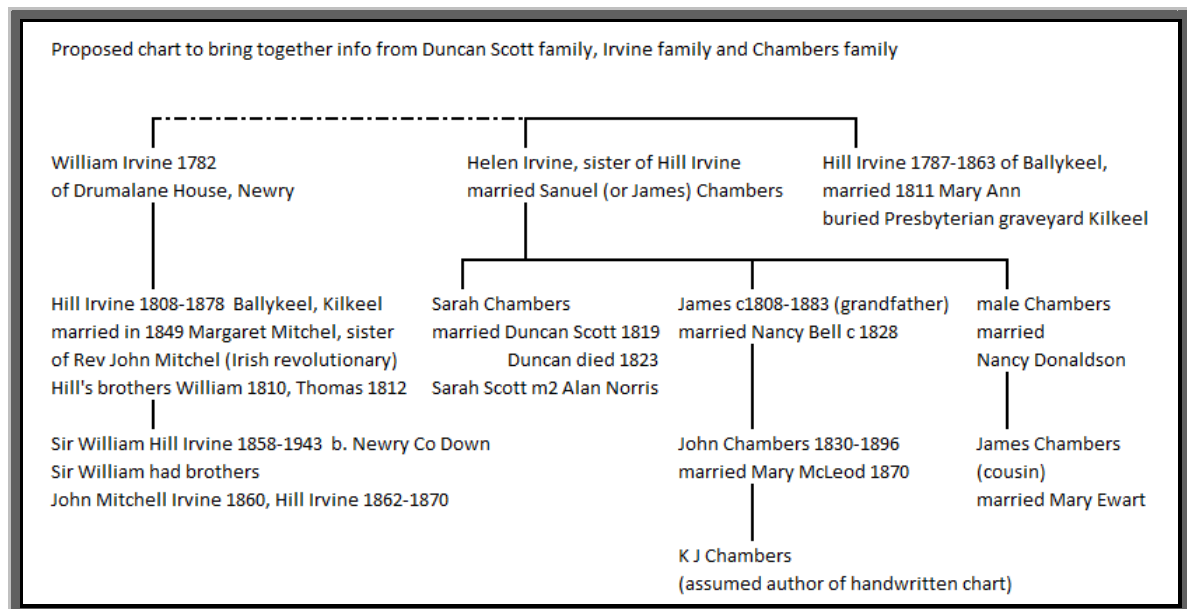 Proposed chart to bring together info from Duncan Scott family, Irvine family and Chambers family
William Irvine 1782
of Drumalane House, Newry
Helen Irvine, sister of Hill Irvine
married Sanuel (or James) Chambers
Hill Irvine 1787-1863 of Ballykeel,
married 1811 Mary Ann
buried Presbyterian graveyard Kilkeel
Hill Irvine 1808-1878 Ballykeel, Kilkeel
married in 1849 Margaret Mitchel, sister
of Rev John Mitchel (Irish revolutionary)
Hill's brothers William 1810, Thomas 1812
Sarah Chambers
married Duncan Scott 1819
Duncan died 1823
Sarah Scott m2 Alan Norris
James c1808-1883 (grandfather)
married Nancy Bell c 1828
male Chambers
married
Nancy Donaldson
Sir William Hill Irvine 1858-1943 b. Newry Co Down
Sir William had brothers
John Mitchell Irvine 1860, Hill Irvine 1862-1870
John Chambers 1830-1896
married Mary McLeod 1870
James Chambers
(cousin)
married Mary Ewart
K J Chambers
(assumed author of handwritten chart)